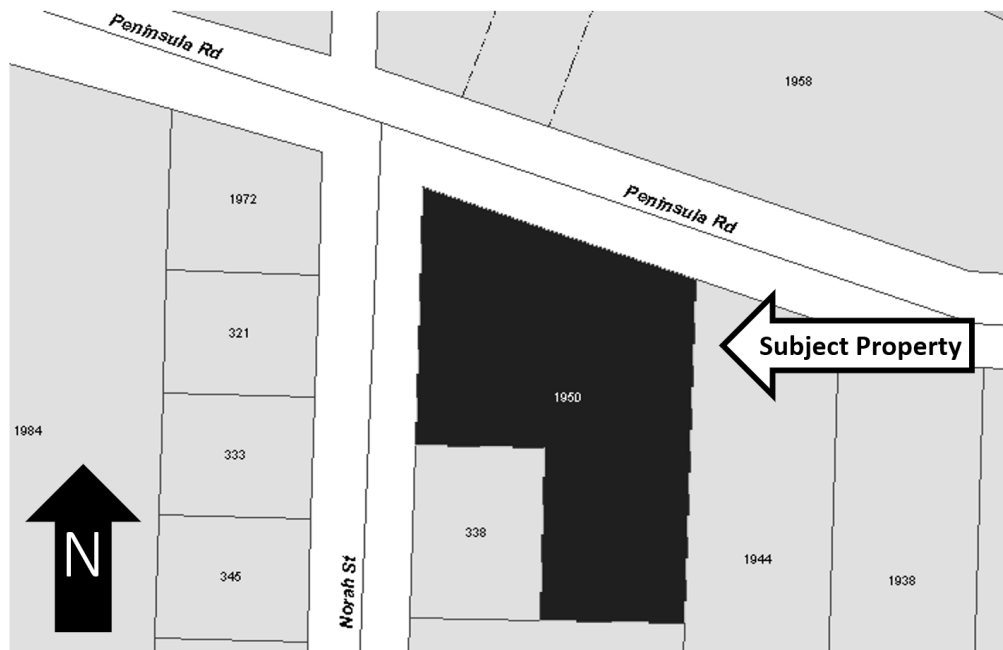 Peninsula Rd
1958
1972
Peninsula Rd
321
Subject Property
1950
1984
333
338
N
345
Norah St
1944
1938